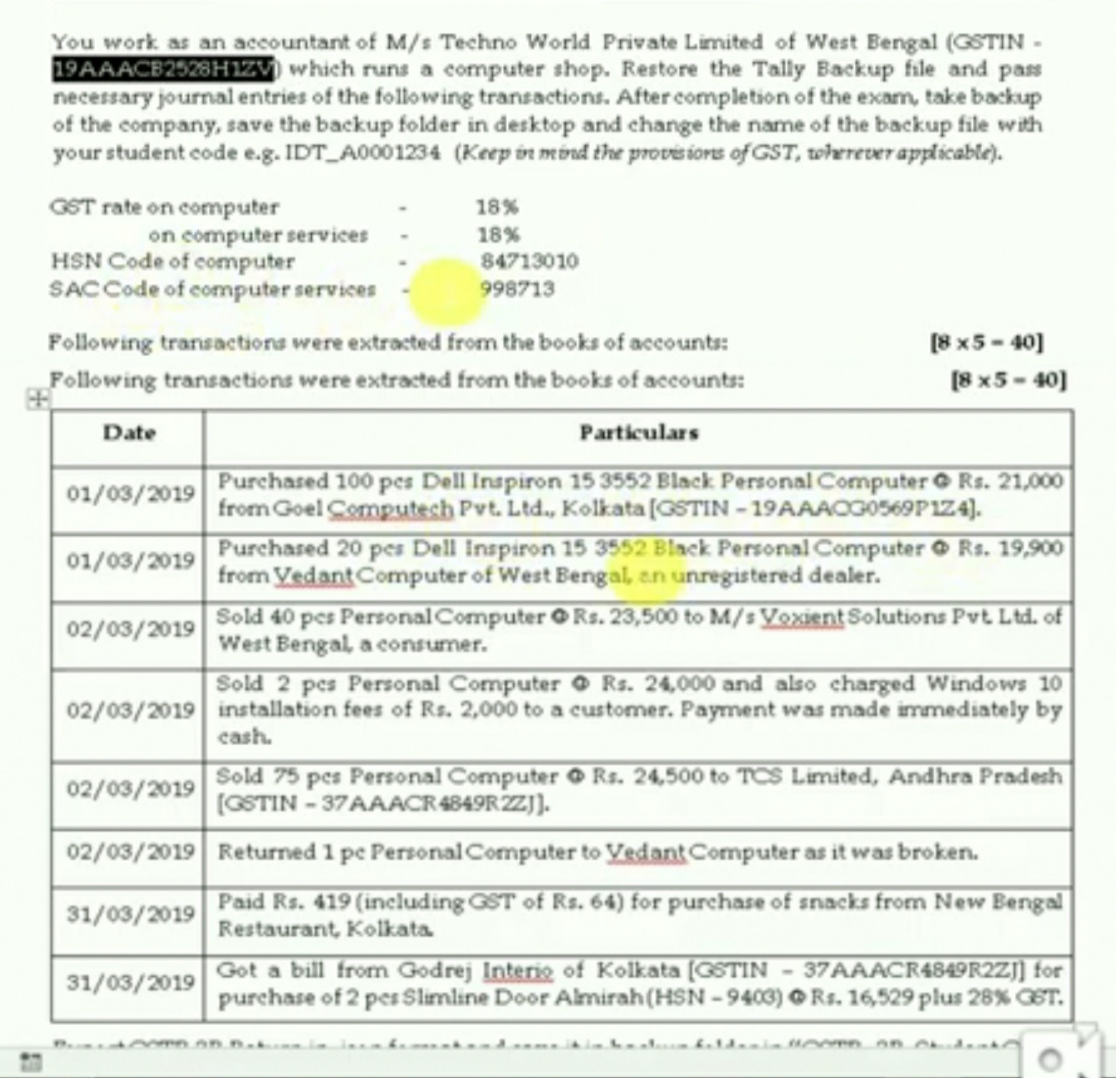 You work as an accountant of M/s Techno World Private Limited of West Bengal (GSTIN -
19AAACB2528H1ZV) which runs a computer shop. Restore the Tally Backup file and pass
necessary journal entries of the following transactions. After completion of the exam, take backup
of the company, save the backup folder in desktop and change the name of the backup file with
your student code e.g. IDT_A0001234 (Keep in mind the provisions of GST, wherever applicable).
GST rate on computer - 18%
on computer services - 18%
HSN Code of computer - 84713010
SAC Code of computer services - 998713
Following transactions were extracted from the books of accounts: [8 x 5 = 40]
Following transactions were extracted from the books of accounts: [8 x 5 = 40]
Date Particulars
01/03/2019 Purchased 100 pcs Dell Inspiron 15 3552 Black Personal Computer @ Rs. 21,000
from Goel Computech Pvt. Ltd., Kolkata [GSTIN - 19AAACG0569P1Z4].
01/03/2019 Purchased 20 pcs Dell Inspiron 15 3552 Black Personal Computer @ Rs. 19,900
from Vedant Computer of West Bengal, an unregistered dealer.
02/03/2019 Sold 40 pcs Personal Computer @ Rs. 23,500 to M/s Voxient Solutions Pvt. Ltd. of
West Bengal, a consumer.
02/03/2019 Sold 2 pcs Personal Computer @ Rs. 24,000 and also charged Windows 10
installation fees of Rs. 2,000 to a customer. Payment was made immediately by
cash.
02/03/2019 Sold 75 pcs Personal Computer @ Rs. 24,500 to TCS Limited, Andhra Pradesh
[GSTIN - 37AAACR4849R2ZJ].
02/03/2019 Returned 1 pc Personal Computer to Vedant Computer as it was broken.
31/03/2019 Paid Rs. 419 (including GST of Rs. 64) for purchase of snacks from New Bengal
Restaurant, Kolkata.
31/03/2019 Got a bill from Godrej Interio of Kolkata [GSTIN - 37AAACR4849R2ZJ] for
purchase of 2 pcs Slimline Door Almirah (HSN - 9403) @ Rs. 16,529 plus 28% GST.